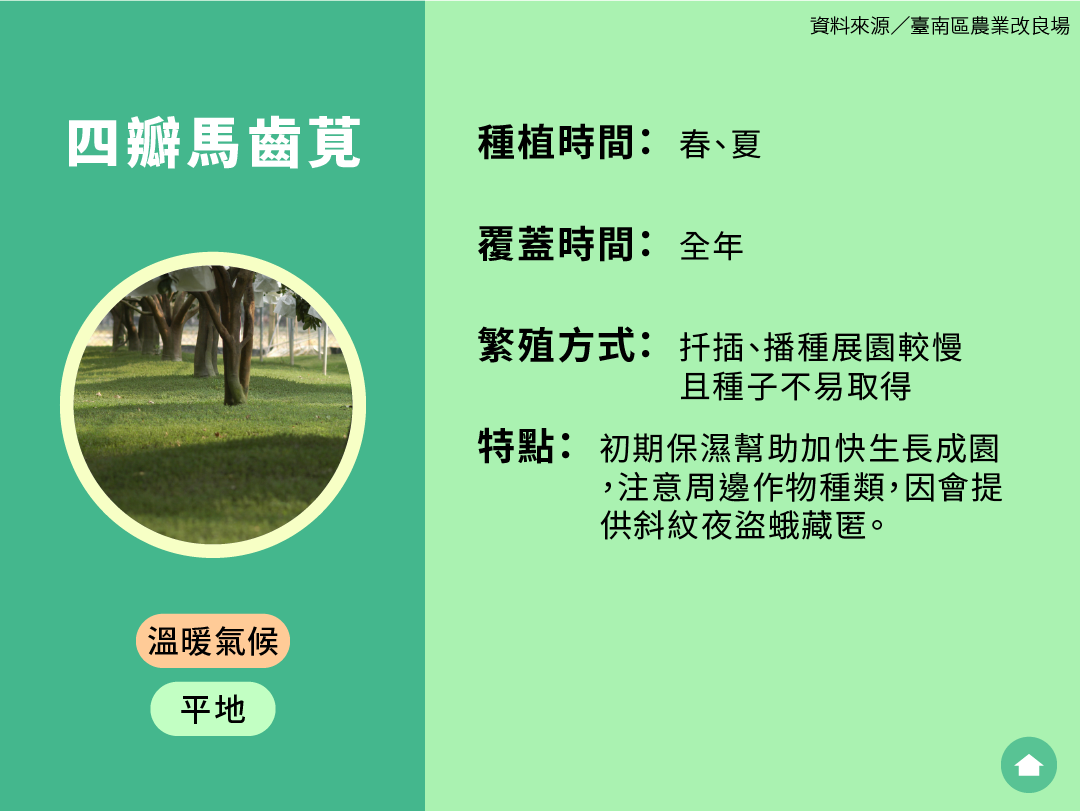 資料來源／臺南區農業改良場
四瓣馬齒莧
溫暖氣候
平地
種植時間： 春、夏
覆蓋時間： 全年
繁殖方式： 扦插、播種展園較慢
且種子不易取得
特點： 初期保濕幫助加快生長成園
，注意周邊作物種類，因會提
供斜紋夜盜蛾藏匿。